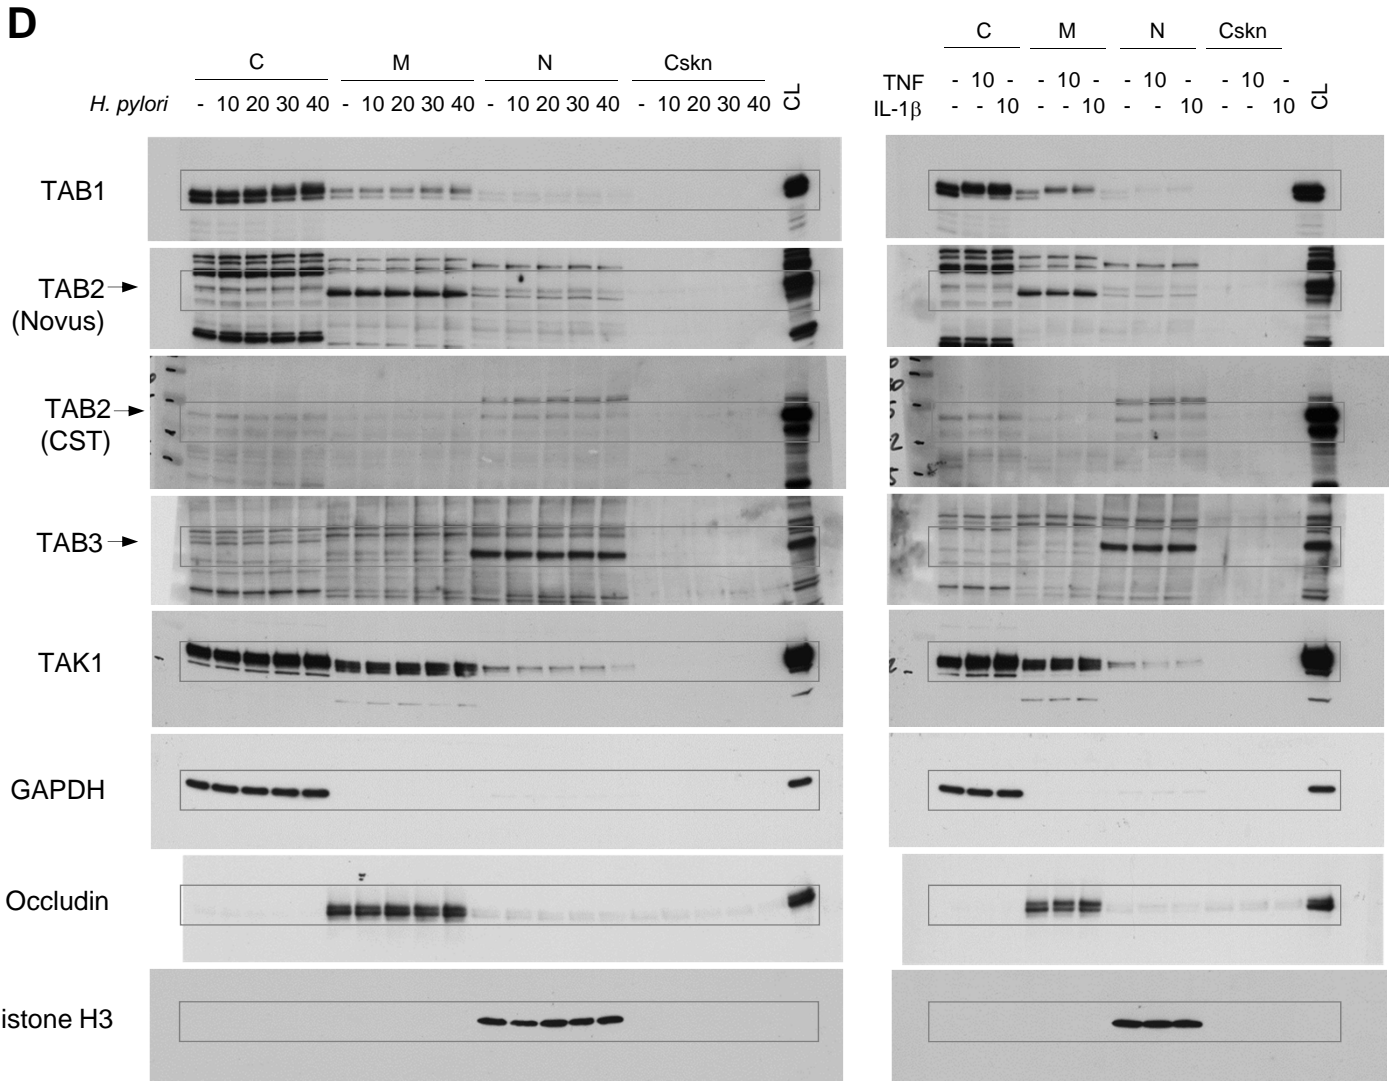 D
C M N Cskn
H. pylori - 10 20 30 40 - 10 20 30 40 - 10 20 30 40 - 10 20 30 40 CL
C M N Cskn
TNF - 10 - - 10 - - 10 - - 10 -
IL-1β - - 10 - - 10 - - 10 - - 10 CL
TAB1
TAB2
(Novus)
TAB2
(CST)
TAB3
TAK1
GAPDH
Occludin
istone H3